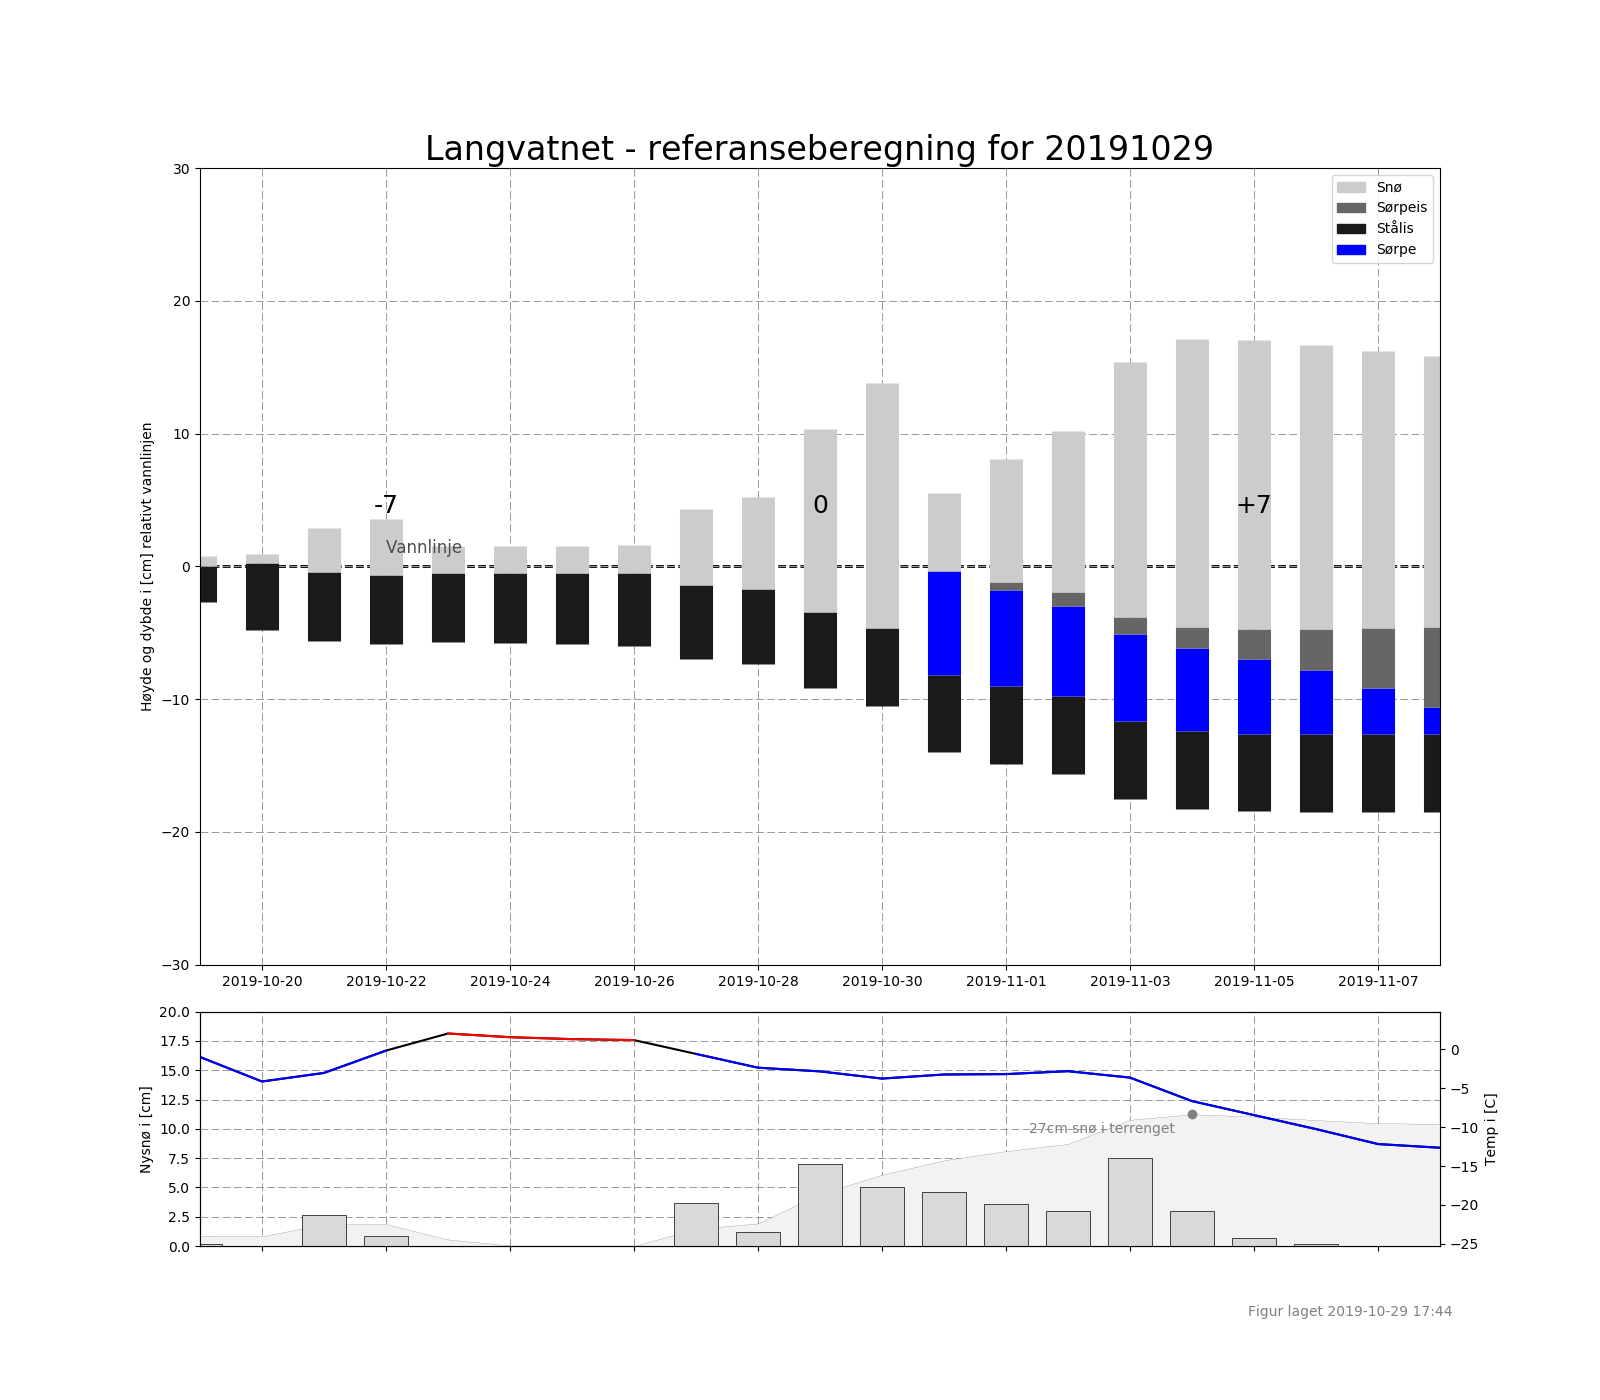 Langvatnet - referanseberegning for 20191029
Høyde og dybde i [cm] relativt vannlinjen
30
20
10
0
−10
−20
−30
Snø
Sørpeis
Stålis
Sørpe
-7
0
+7
Vannlinje
2019-10-20 2019-10-22 2019-10-24 2019-10-26 2019-10-28 2019-10-30 2019-11-01 2019-11-03 2019-11-05 2019-11-07
Nysnø i [cm]
20.0
17.5
15.0
12.5
10.0
7.5
5.0
2.5
0.0
27cm snø i terrenget
0
−5
−10
−15
−20
−25
Temp i [C]
Figur laget 2019-10-29 17:44